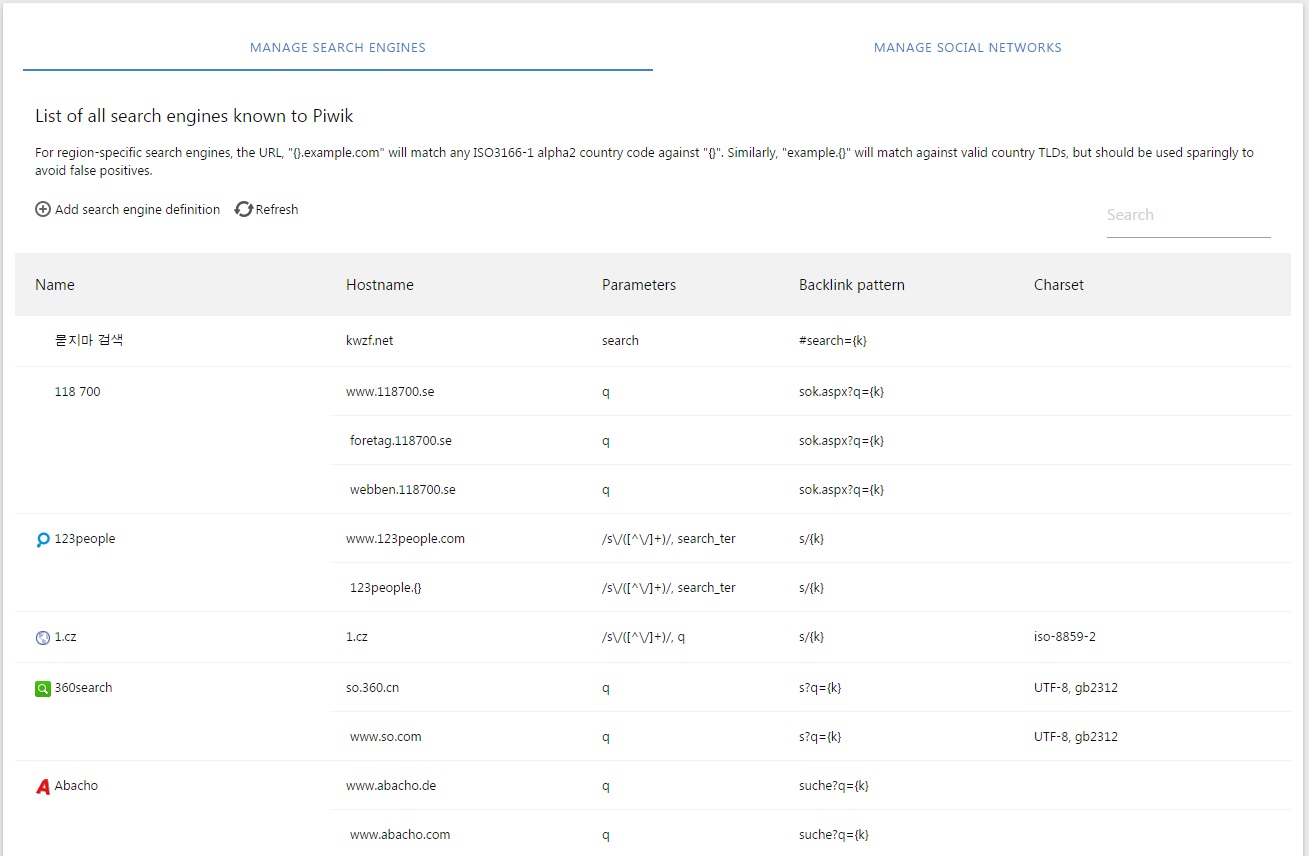 MANAGE SEARCH ENGINES MANAGE SOCIAL NETWORKS
List of all search engines known to Piwik
For region-specific search engines, the URL, "{}.example.com" will match any ISO3166-1 alpha2 country code against "{}". Similarly, "example.{}" will match against valid country TLDs, but should be used sparingly to
avoid false positives.
Add search engine definition Refresh
Search
Name Hostname Parameters Backlink pattern Charset
묻지마 검색 kwzf.net search #search={k}
118 700 www.118700.se q sok.aspx?q={k}
foretag.118700.se q sok.aspx?q={k}
webben.118700.se q sok.aspx?q={k}
123people www.123people.com /s\/([^\/]+)/, search_ter s/{k}
123people.{} /s\/([^\/]+)/, search_ter s/{k}
1.cz 1.cz /s\/([^\/]+)/, q s/{k} iso-8859-2
360search so.360.cn q s?q={k} UTF-8, gb2312
www.so.com q s?q={k} UTF-8, gb2312
Abacho www.abacho.de q suche?q={k}
www.abacho.com q suche?q={k}